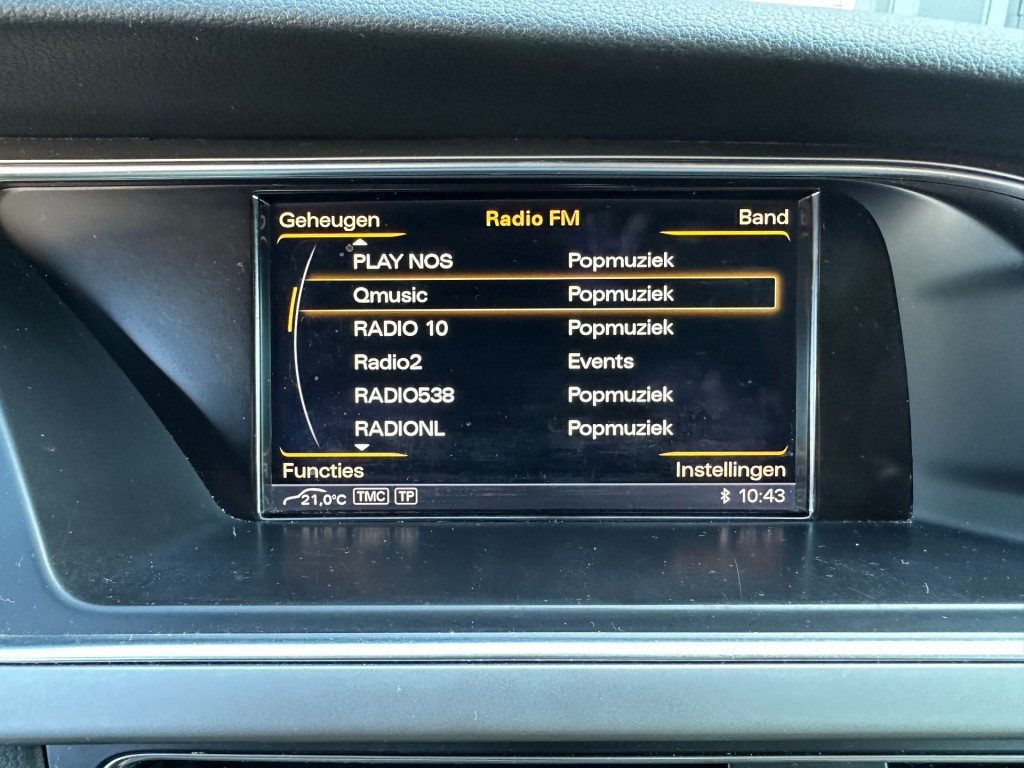 Geheugen Radio FM Band
PLAY NOS Popmuziek
Qmusic Popmuziek
RADIO 10 Popmuziek
Radio2 Events
RADIO538 Popmuziek
RADIONL Popmuziek
Functies Instellingen
21,0°C TMC TP 10:43